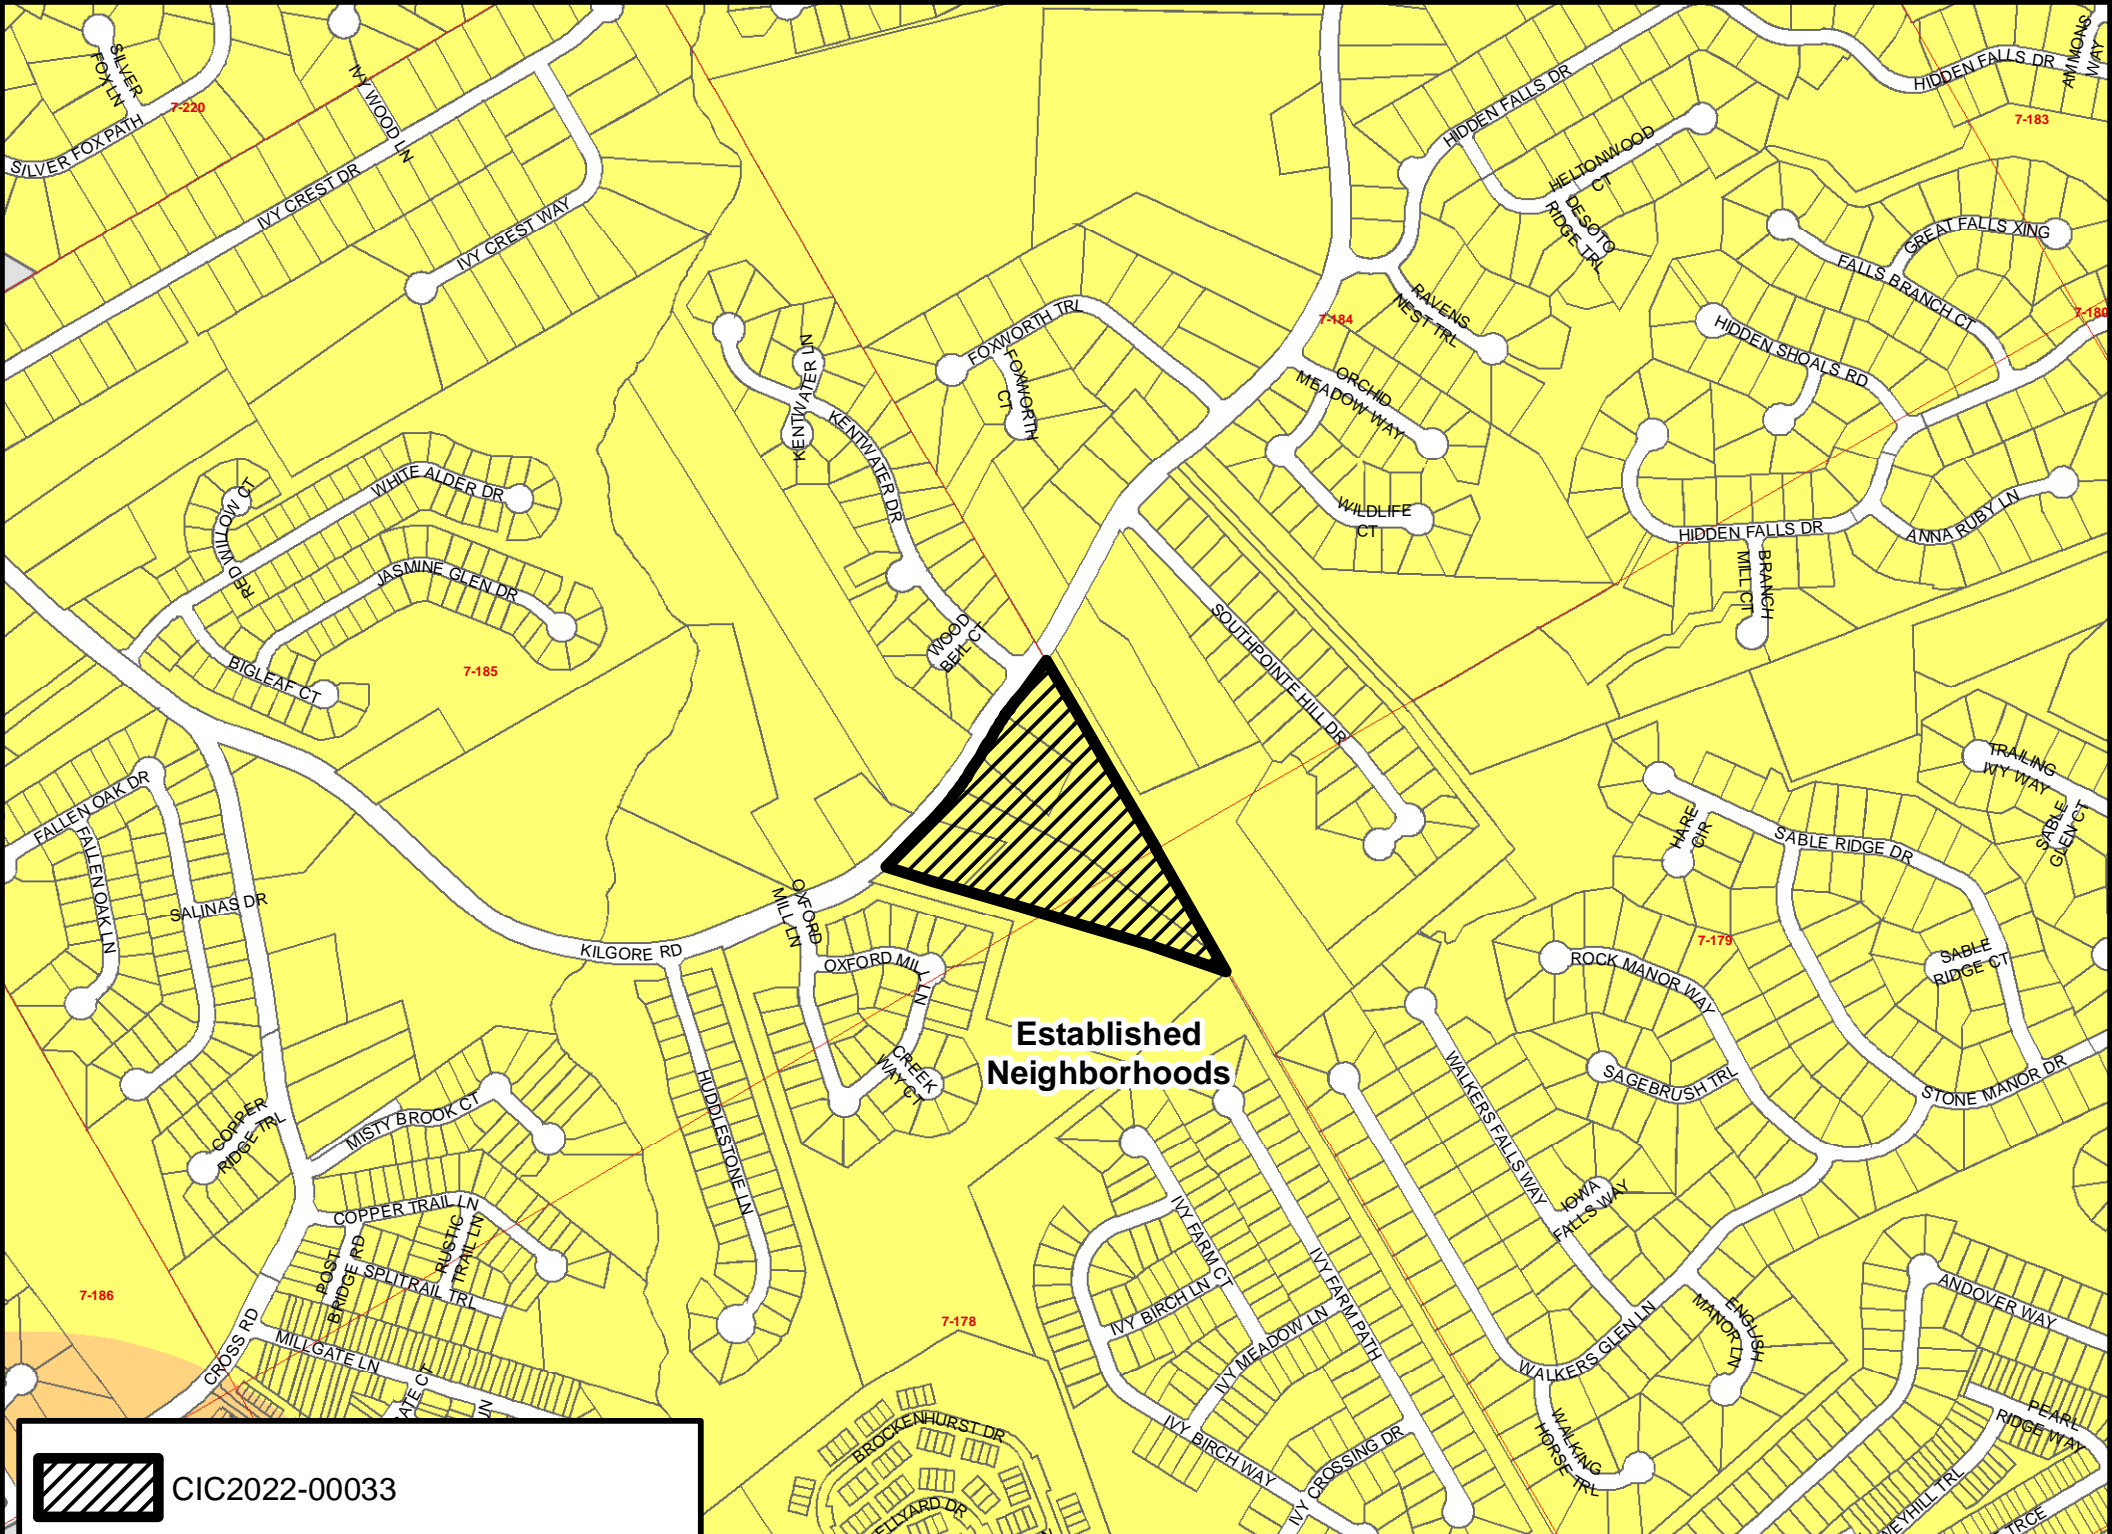 SILVER
FOX LN
IVY WOOD LN
7-220
SILVER FOX PATH
IVY CREST DR
IVY CREST WAY
HIDDEN FALLS DR
HIDDEN FALLS DR
AMMONS
WAY
7-183
HELTONWOOD
CT
DESOTO
RIDGE TRL
GREAT FALLS XING
FALLS BRANCH CT
7-180
RAVENS
NEST TRL
7-184
HIDDEN SHOALS RD
FOXWORTH TRL
FOXWORTH
CT
KENTWATER LN
KENTWATER DR
ORCHID
MEADOW WAY
WILDLIFE
CT
HIDDEN FALLS DR
ANNA RUBY LN
BRANCH
MILL CT
RED WILLOW CT
WHITE ALDER DR
JASMINE GLEN DR
BIGLEAF CT
7-185
WOOD
BEIL CT
SOUTHPOINTE HILL DR
TRAILING
IVY WAY
SABLE
GLEN CT
HARE
CIR
SABLE RIDGE DR
FALLEN OAK DR
FALLEN OAK LN
SALINAS DR
KILGORE RD
OXFORD
MILL LN
OXFORD MILL LN
CREEK
WAY CT
7-179
ROCK MANOR WAY
SABLE
RIDGE CT
Established
Neighborhoods
SAGEBRUSH TRL
STONE MANOR DR
COPPER
RIDGE TRL
MISTY BROOK CT
HUDDLESTONE LN
WALKERS FALLS WAY
IOWA
FALLS WAY
COPPER TRAIL LN
RUSTIC
TRAIL LN
POST
BRIDGE RD
SPLITRAIL TRL
7-186
IVY FARM CT
IVY FARM PATH
IVY BIRCH LN
IVY MEADOW LN
7-178
ANDOVER WAY
ENGLISH
MANOR LN
CROSS RD
MILLGATE LN
WALKERS GLEN LN
BROCKENHURST DR
IVY BIRCH WAY
IVY CROSSING DR
WALKING
HORSE TRL
PEARL
RIDGE WAY
CIC2022-00033